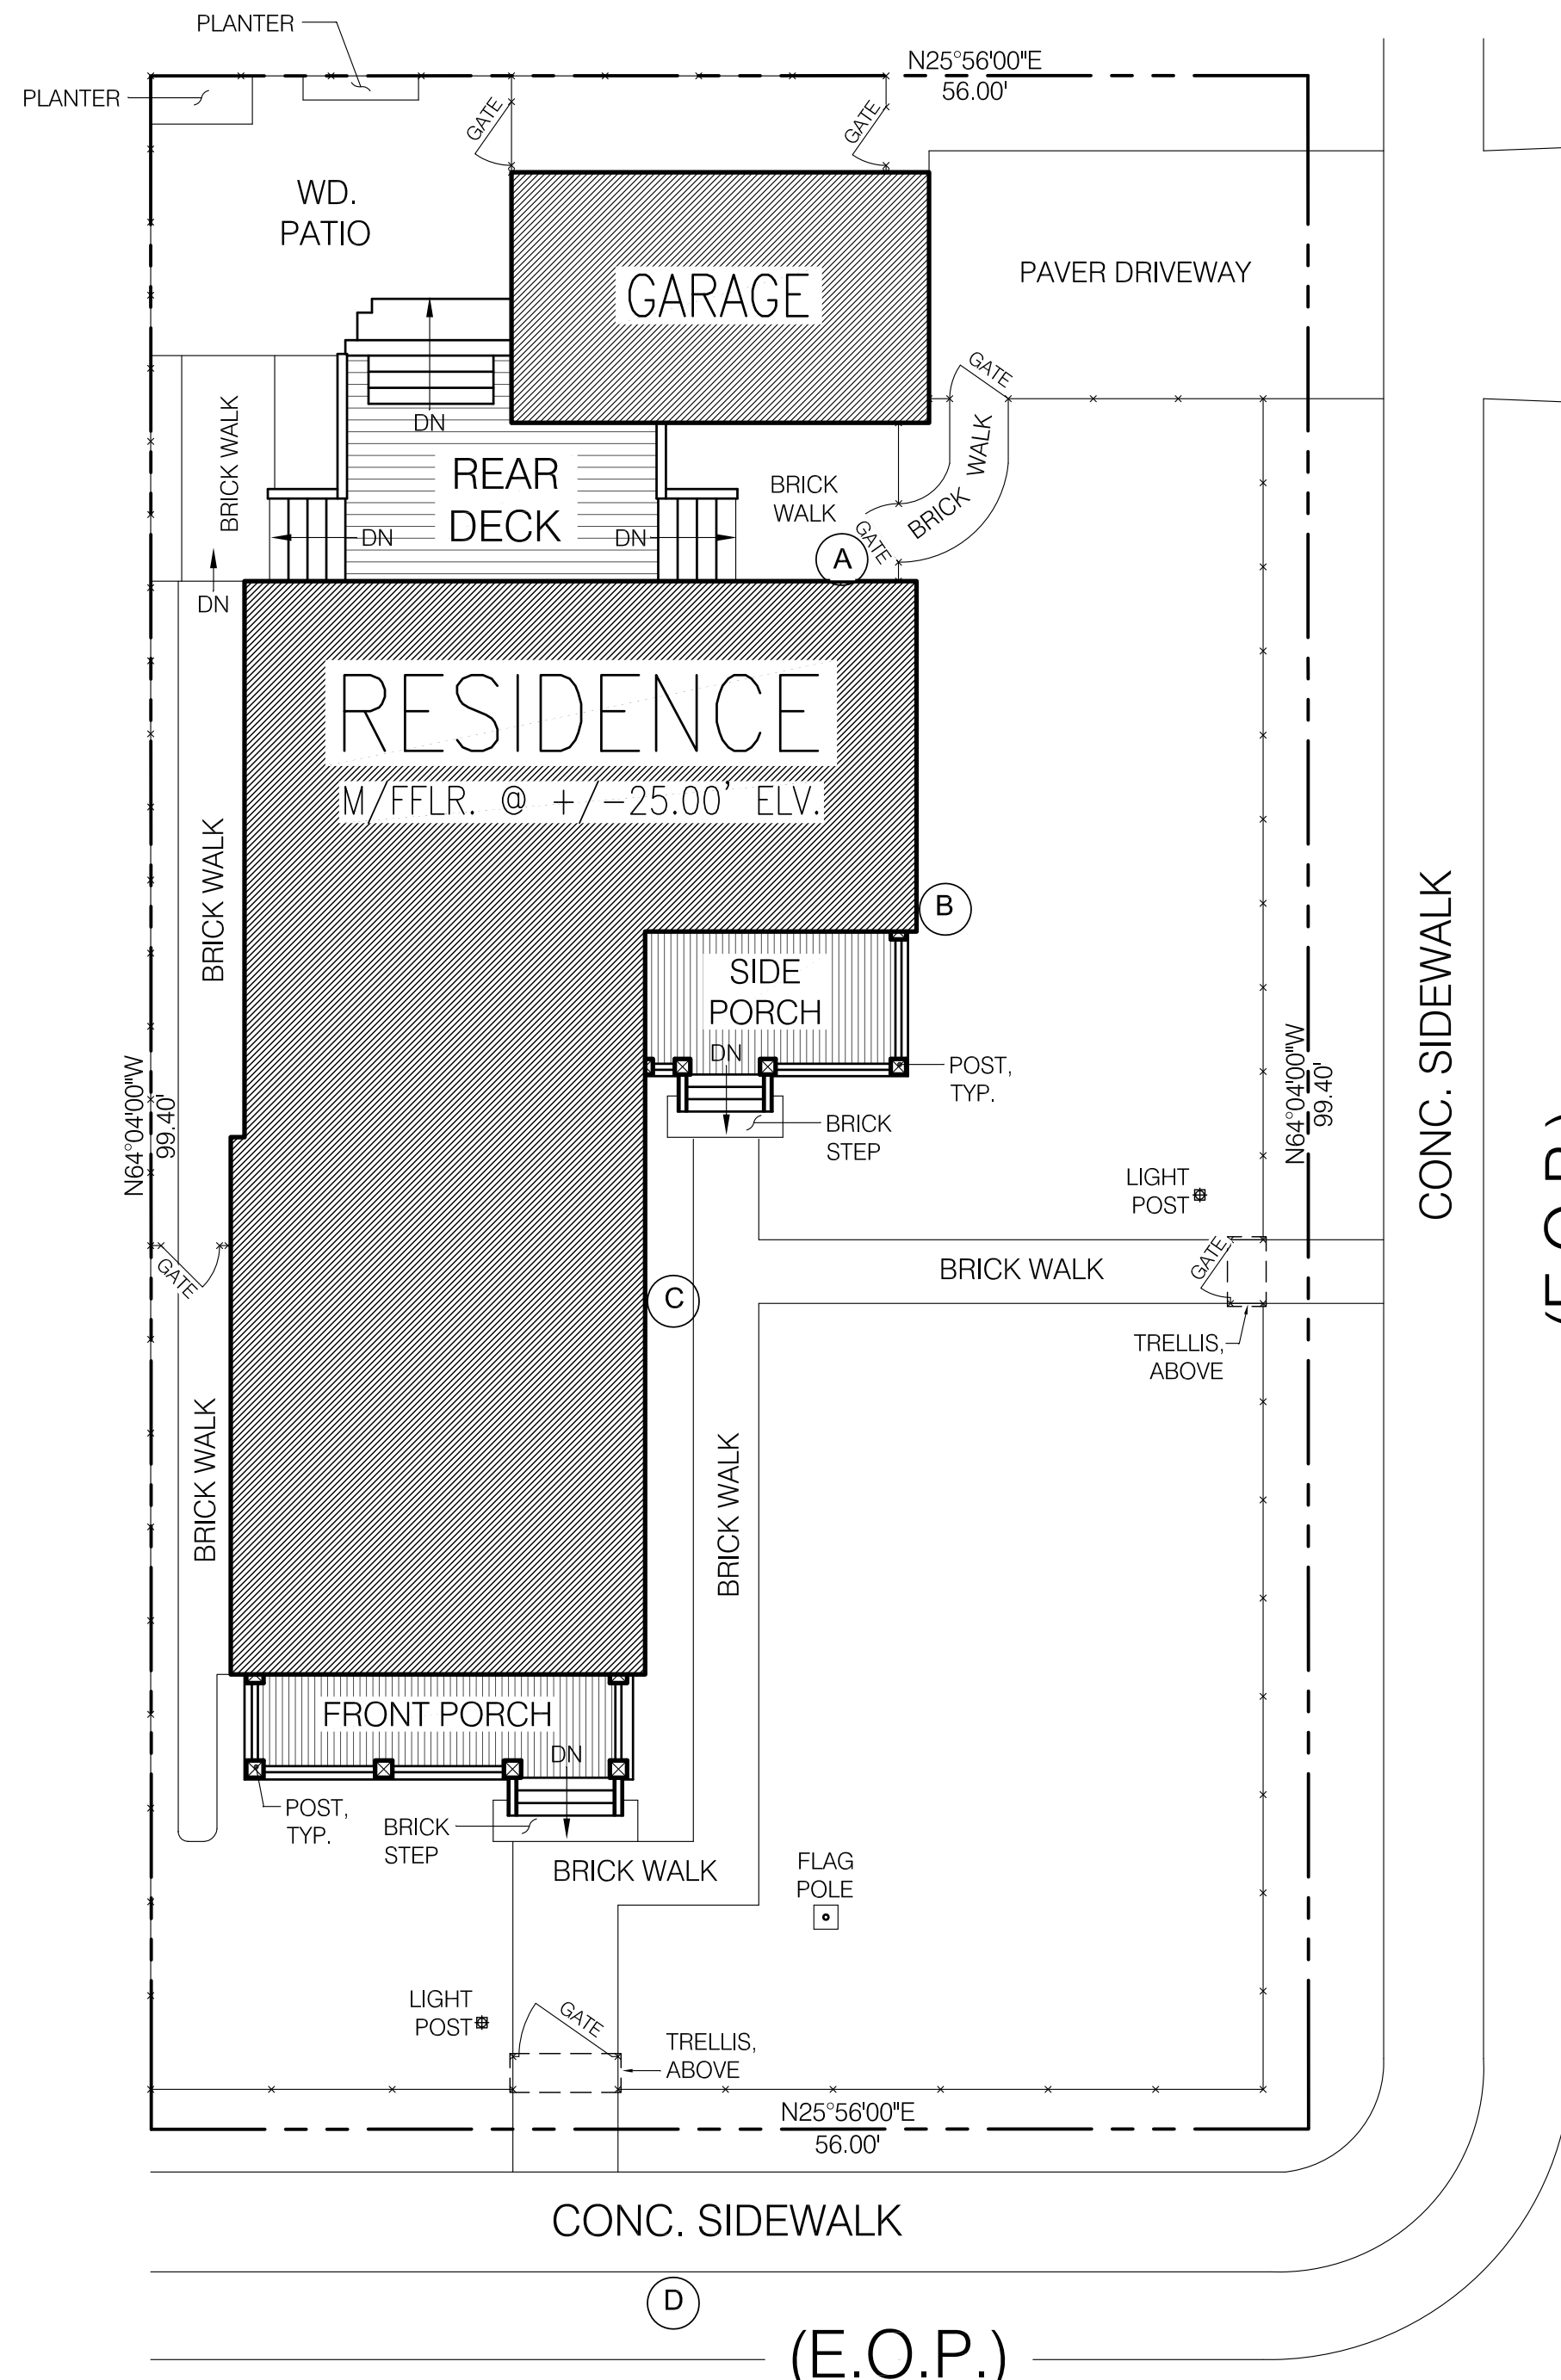 PLANTER
PLANTER
N25°56'00"E
56.00'
GATE
GATE
WD.
PATIO
GARAGE
PAVER DRIVEWAY
GATE
DN
BRICK WALK
REAR
DECK
BRICK
WALK
BRICK WALK
GATE
DN
DN
A
DN
RESIDENCE
M/FFLR. @ +/-25.00' ELV.
BRICK WALK
B
SIDE
PORCH
DN
POST,
TYP.
BRICK
STEP
N64°04'00"W
99.40'
N64°04'00"W
99.40'
CONC. SIDEWALK
LIGHT
POST
GATE
BRICK WALK
GATE
C
TRELLIS,
ABOVE
BRICK WALK
BRICK WALK
FRONT PORCH
DN
POST,
TYP.
BRICK
STEP
BRICK WALK
FLAG
POLE
LIGHT
POST
GATE
TRELLIS,
ABOVE
N25°56'00"E
56.00'
CONC. SIDEWALK
D
(E.O.P.)